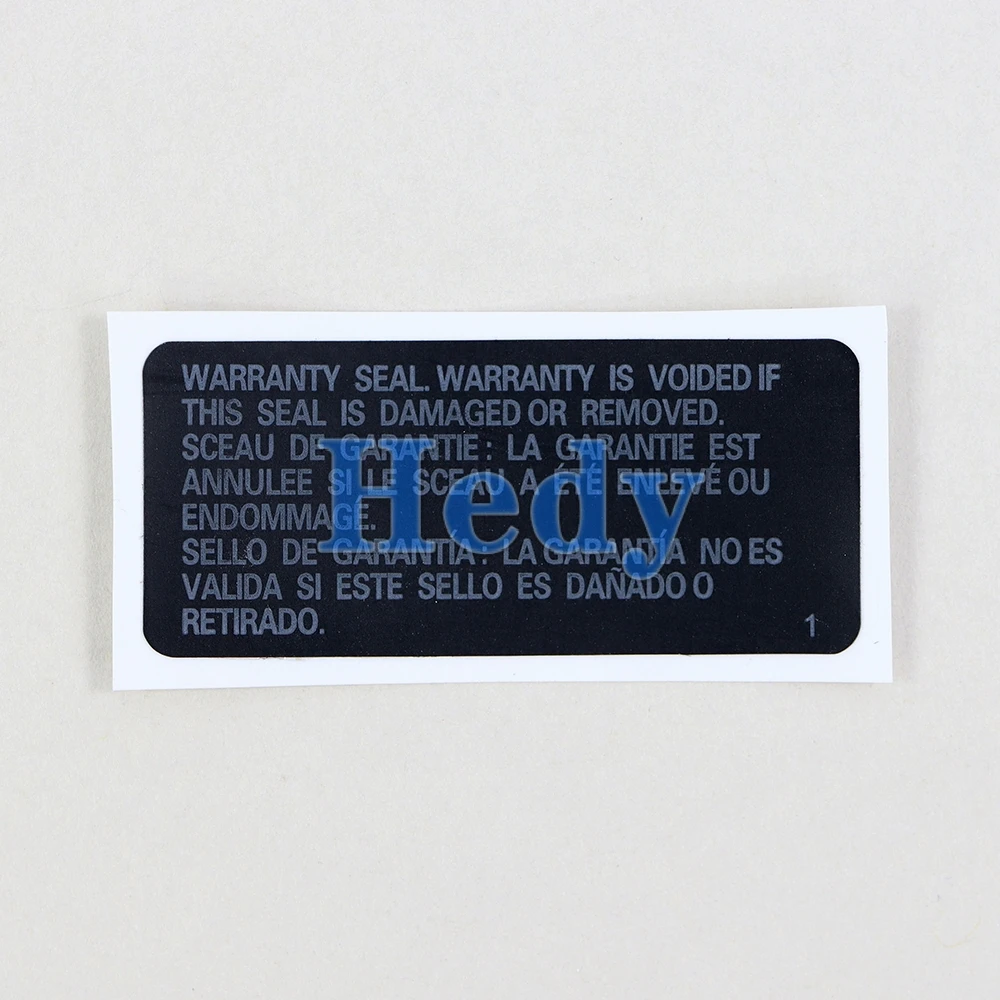 WARRANTY SEAL. WARRANTY IS VOIDED IF
THIS SEAL IS DAMAGED OR REMOVED.
SCEAU DE GARANTIE : LA GARANTIE EST
ANNULEE SI LE SCEAU A ÉTÉ ENLEVÉ OU
ENDOMMAGE.
SELLO DE GARANTÍA : LA GARANTÍA NO ES
VALIDA SI ESTE SELLO ES DAÑADO O
RETIRADO.
1
Hedy